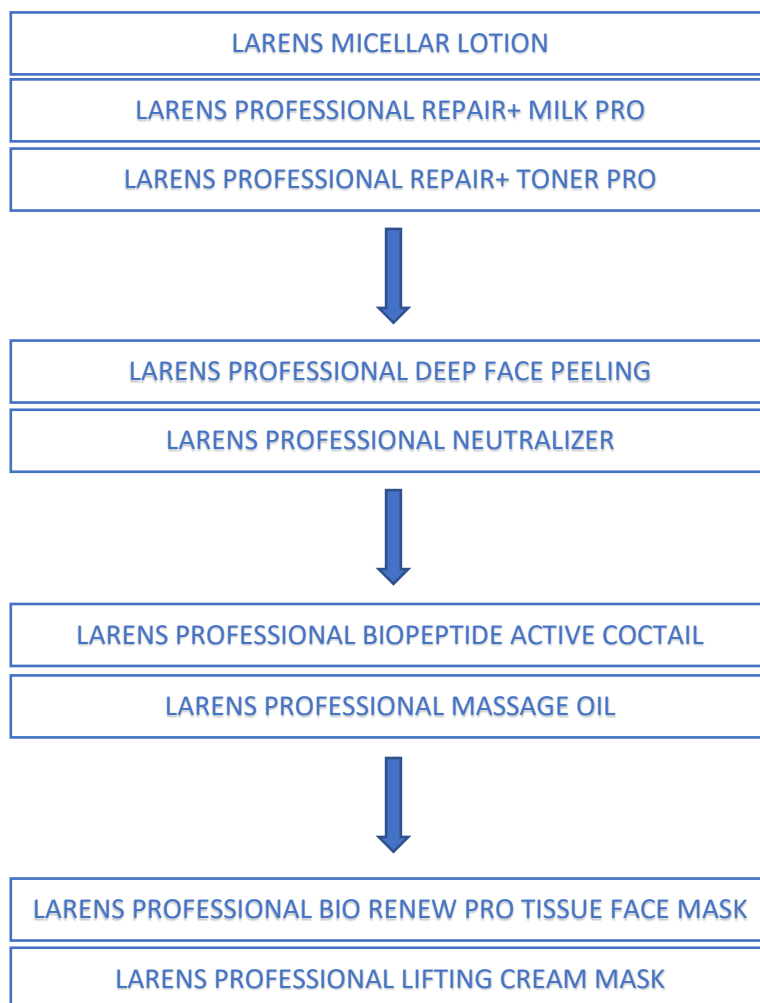 LARENS MICELLAR LOTION
LARENS PROFESSIONAL REPAIR+ MILK PRO
LARENS PROFESSIONAL REPAIR+ TONER PRO
LARENS PROFESSIONAL DEEP FACE PEELING
LARENS PROFESSIONAL NEUTRALIZER
LARENS PROFESSIONAL BIOPEPTIDE ACTIVE COCTAIL
LARENS PROFESSIONAL MASSAGE OIL
LARENS PROFESSIONAL BIO RENEW PRO TISSUE FACE MASK
LARENS PROFESSIONAL LIFTING CREAM MASK